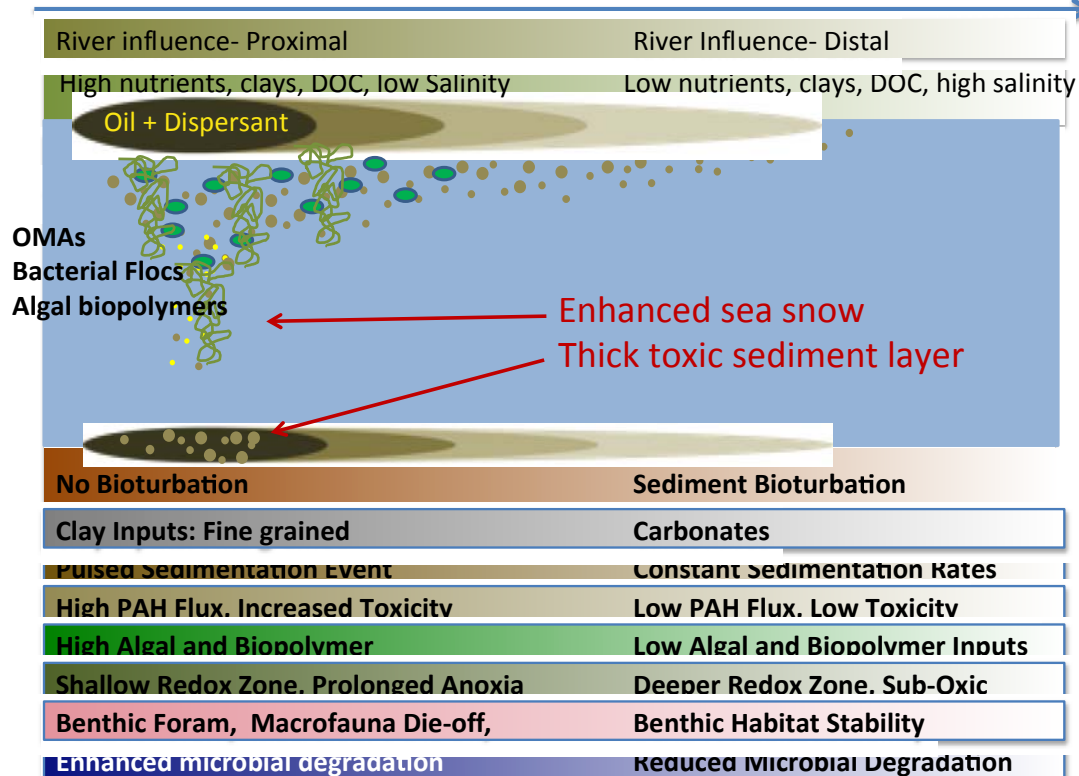 River influence- Proximal
River Influence- Distal
High nutrients, clays, DOC, low Salinity
Low nutrients, clays, DOC, high salinity
Oil + Dispersant
OMAs
Bacterial Flocs
Algal biopolymers
Enhanced sea snow
Thick toxic sediment layer
No Bioturbation
Sediment Bioturbation
Clay Inputs: Fine grained
Carbonates
Pulsed Sedimentation Event
Constant Sedimentation Rates
High PAH Flux, Increased Toxicity
Low PAH Flux, Low Toxicity
High Algal and Biopolymer
Low Algal and Biopolymer Inputs
Shallow Redox Zone, Prolonged Anoxia
Deeper Redox Zone, Sub-Oxic
Benthic Foram, Macrofauna Die-off,
Benthic Habitat Stability
Enhanced microbial degradation
Reduced Microbial Degradation